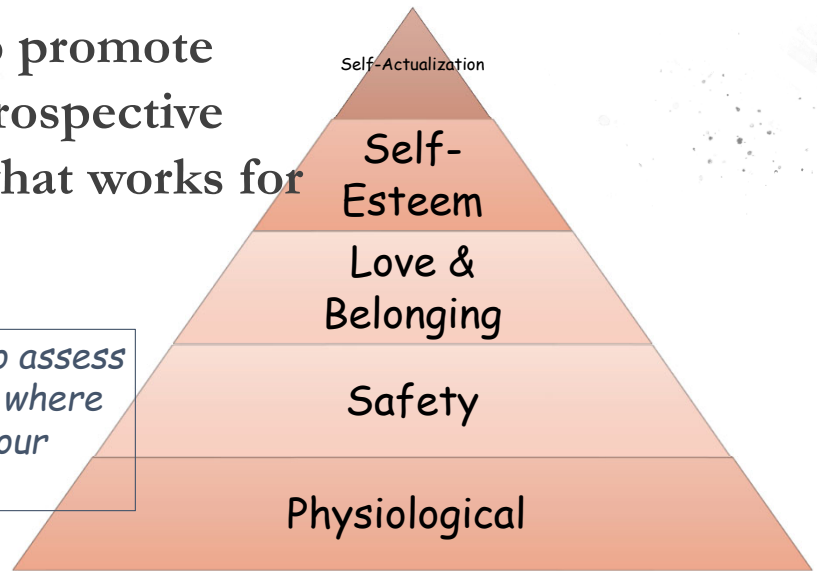 promote
rospective
hat works for
o assess
where
our
Self-Actualization
Self-
Esteem
Love &
Belonging
Safety
Physiological